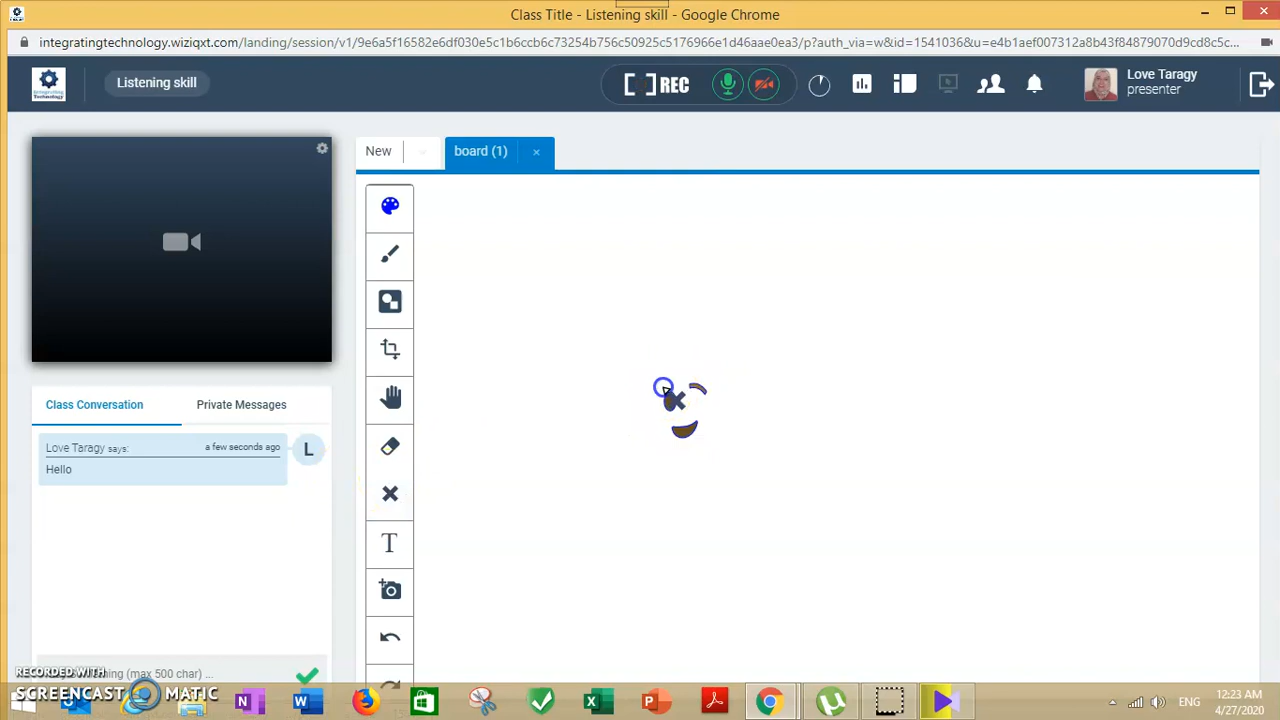 Class Title - Listening skill - Google Chrome
integratingtechnology.wiziqxt.com/landing/session/v1/9e6a5f16582e6df030e5c1b6ccb6c73254b756c50925c5176966e1d46aae0ea3/p?auth_via=w&id=1541036&u=e4b1aef007312a8b43f84879070d9cd8c5c...
Listening skill
REC
Love Taragy
presenter
New
board (1)
Class Conversation
Private Messages
Love Taragy says:
a few seconds ago
L
Hello
T
(max 500 char) ...
RECORDED WITH
SCREENCAST MATIC
ENG
12:23 AM
4/27/2020